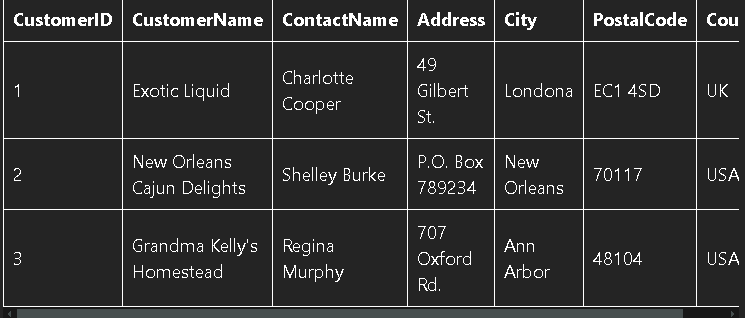 CustomerID CustomerName ContactName Address City PostalCode Cou
1 Exotic Liquid Charlotte Cooper 49 Gilbert St. Londona EC1 4SD UK
2 New Orleans Cajun Delights Shelley Burke P.O. Box 789234 New Orleans 70117 USA
3 Grandma Kelly's Homestead Regina Murphy 707 Oxford Rd. Ann Arbor 48104 USA